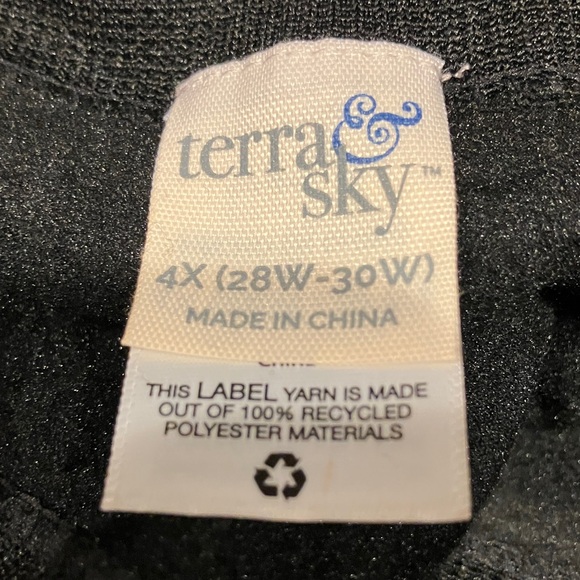 terra &
sky™
4X (28W-30W)
MADE IN CHINA
THIS LABEL YARN IS MADE
OUT OF 100% RECYCLED
POLYESTER MATERIALS